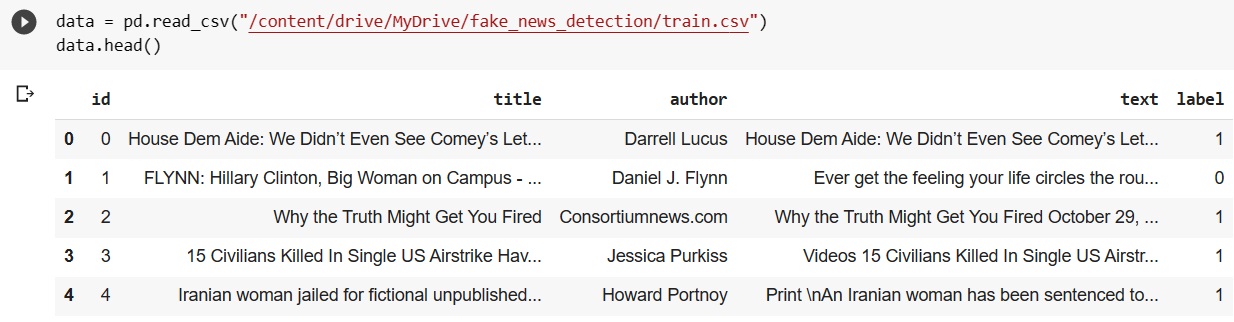 data = pd.read_csv("/content/drive/MyDrive/fake_news_detection/train.csv")
data.head()
id title author text label
0 0 House Dem Aide: We Didn’t Even See Comey’s Let... Darrell Lucus House Dem Aide: We Didn’t Even See Comey’s Let... 1
1 1 FLYNN: Hillary Clinton, Big Woman on Campus - ... Daniel J. Flynn Ever get the feeling your life circles the rou... 0
2 2 Why the Truth Might Get You Fired Consortiumnews.com Why the Truth Might Get You Fired October 29, ... 1
3 3 15 Civilians Killed In Single US Airstrike Hav... Jessica Purkiss Videos 15 Civilians Killed In Single US Airstr... 1
4 4 Iranian woman jailed for fictional unpublished... Howard Portnoy Print \nAn Iranian woman has been sentenced to... 1